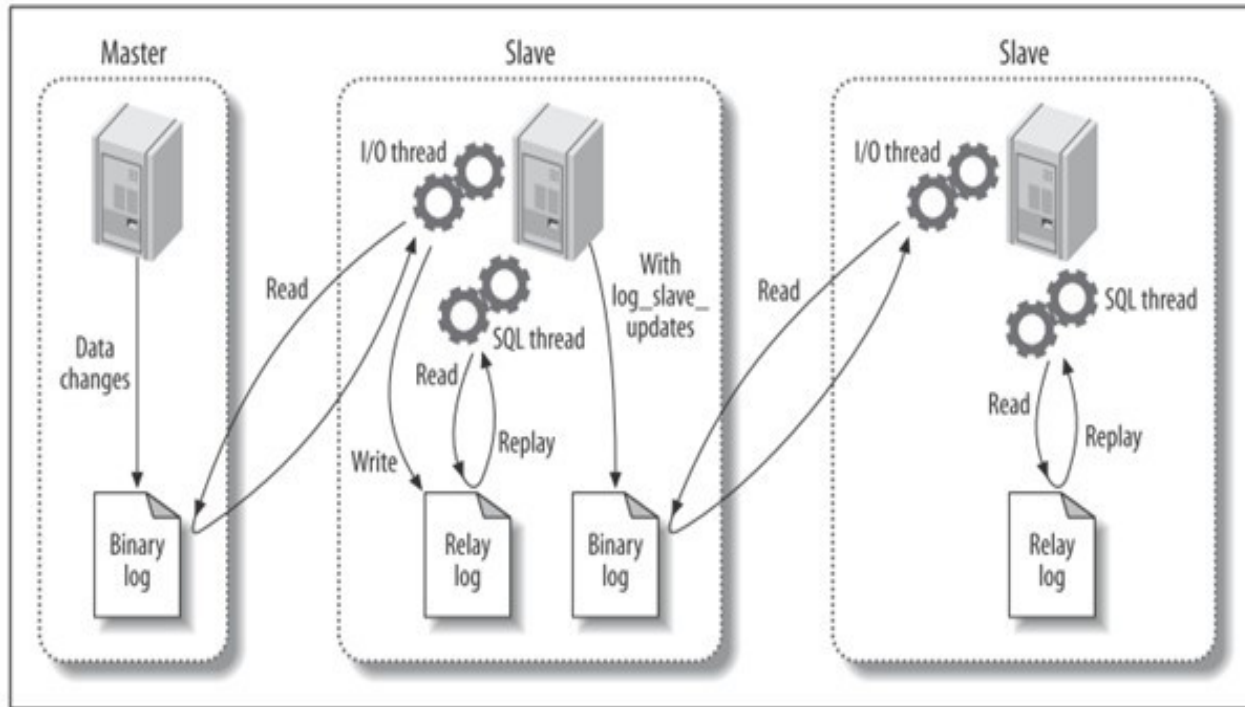 Master
Slave
Slave
I/O thread
I/O thread
Read
With
log_slave_
updates
Read
SQL thread
SQL thread
Data
changes
Read
Read
Write
Replay
Replay
Binary
log
Relay
log
Binary
log
Relay
log